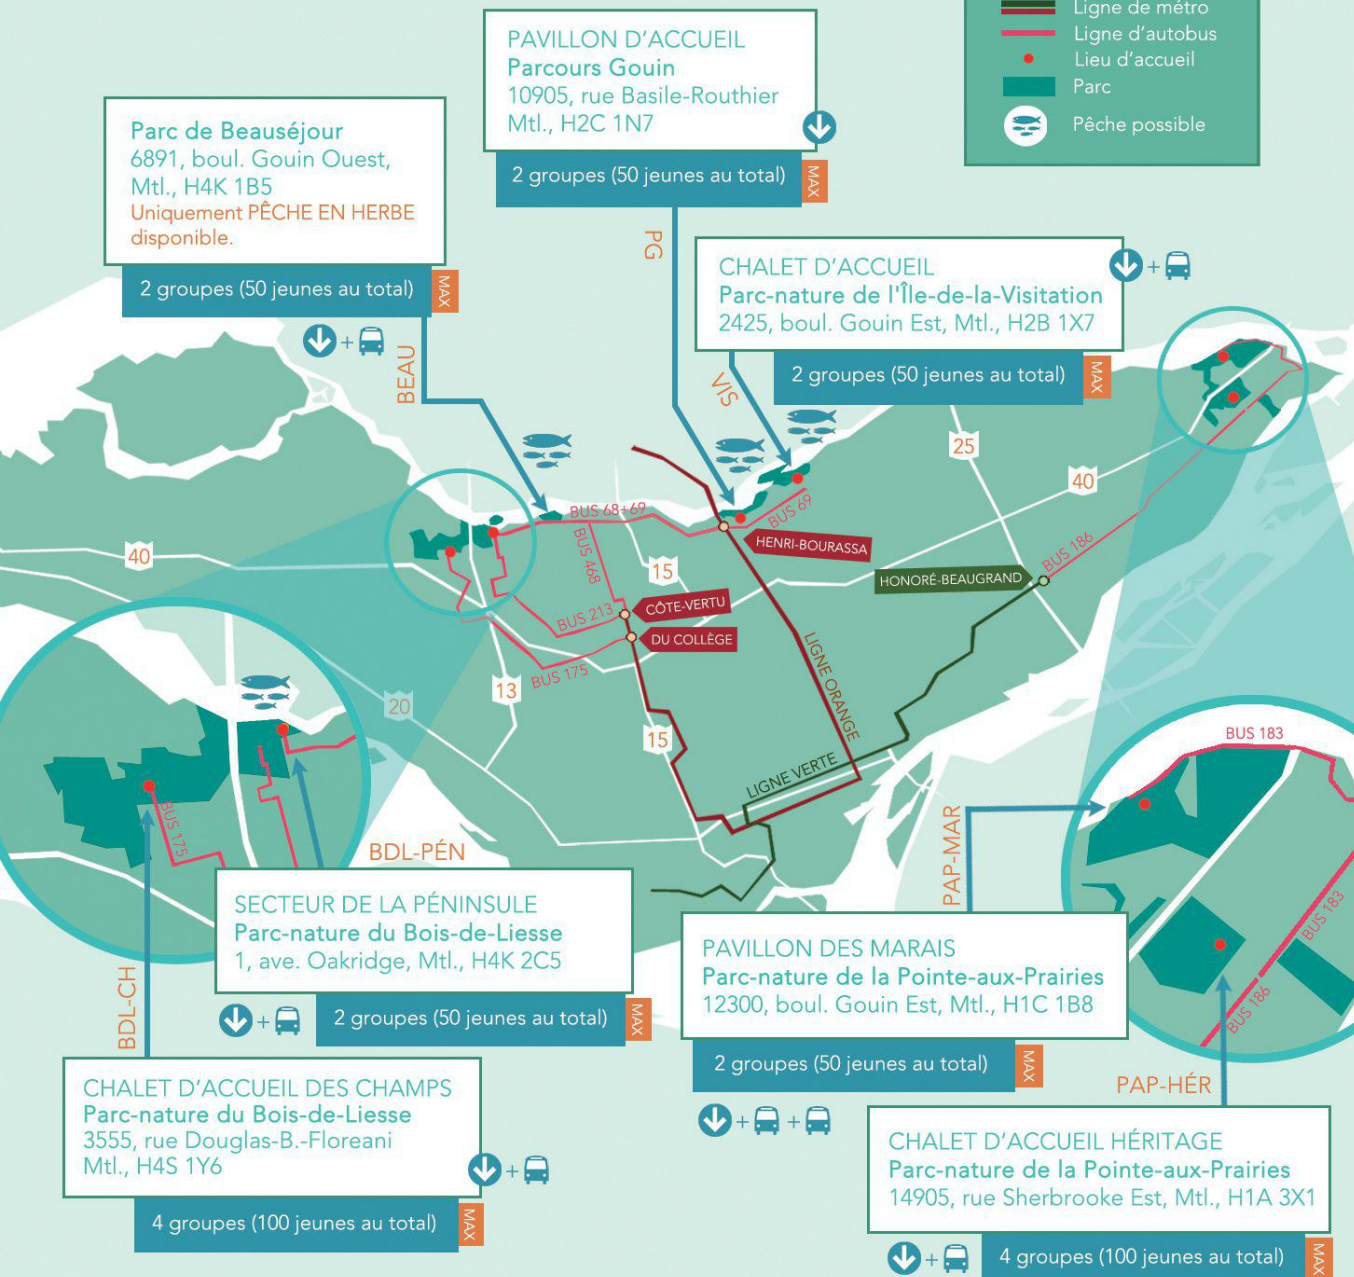 Ligne de métro
Ligne d'autobus
Lieu d'accueil
Parc
Pêche possible
PAVILLON D'ACCUEIL
Parcours Gouin
10905, rue Basile-Routhier
Mtl., H2C 1N7
2 groupes (50 jeunes au total)
MAX
PG
Parc de Beauséjour
6891, boul. Gouin Ouest,
Mtl., H4K 1B5
Uniquement PÊCHE EN HERBE
disponible.
2 groupes (50 jeunes au total)
MAX
+
BEAU
CHALET D'ACCUEIL
Parc-nature de l'Île-de-la-Visitation
2425, boul. Gouin Est, Mtl., H2B 1X7
+
2 groupes (50 jeunes au total)
MAX
VIS
25
40
40
BUS 68+69
BUS 69
HENRI-BOURASSA
BUS 468
15
HONORÉ-BEAUGRAND
BUS 186
CÔTE-VERTU
BUS 213
DU COLLÈGE
BUS 175
13
20
15
LIGNE ORANGE
LIGNE VERTE
BUS 183
BUS 183
BUS 186
BUS 175
BDL-PÉN
SECTEUR DE LA PÉNINSULE
Parc-nature du Bois-de-Liesse
1, ave. Oakridge, Mtl., H4K 2C5
+
2 groupes (50 jeunes au total)
MAX
PAP-MAR
PAVILLON DES MARAIS
Parc-nature de la Pointe-aux-Prairies
12300, boul. Gouin Est, Mtl., H1C 1B8
2 groupes (50 jeunes au total)
MAX
+ +
BDL-CH
CHALET D'ACCUEIL DES CHAMPS
Parc-nature du Bois-de-Liesse
3555, rue Douglas-B.-Floreani
Mtl., H4S 1Y6
+
4 groupes (100 jeunes au total)
MAX
PAP-HÉR
CHALET D'ACCUEIL HÉRITAGE
Parc-nature de la Pointe-aux-Prairies
14905, rue Sherbrooke Est, Mtl., H1A 3X1
+
4 groupes (100 jeunes au total)
MAX